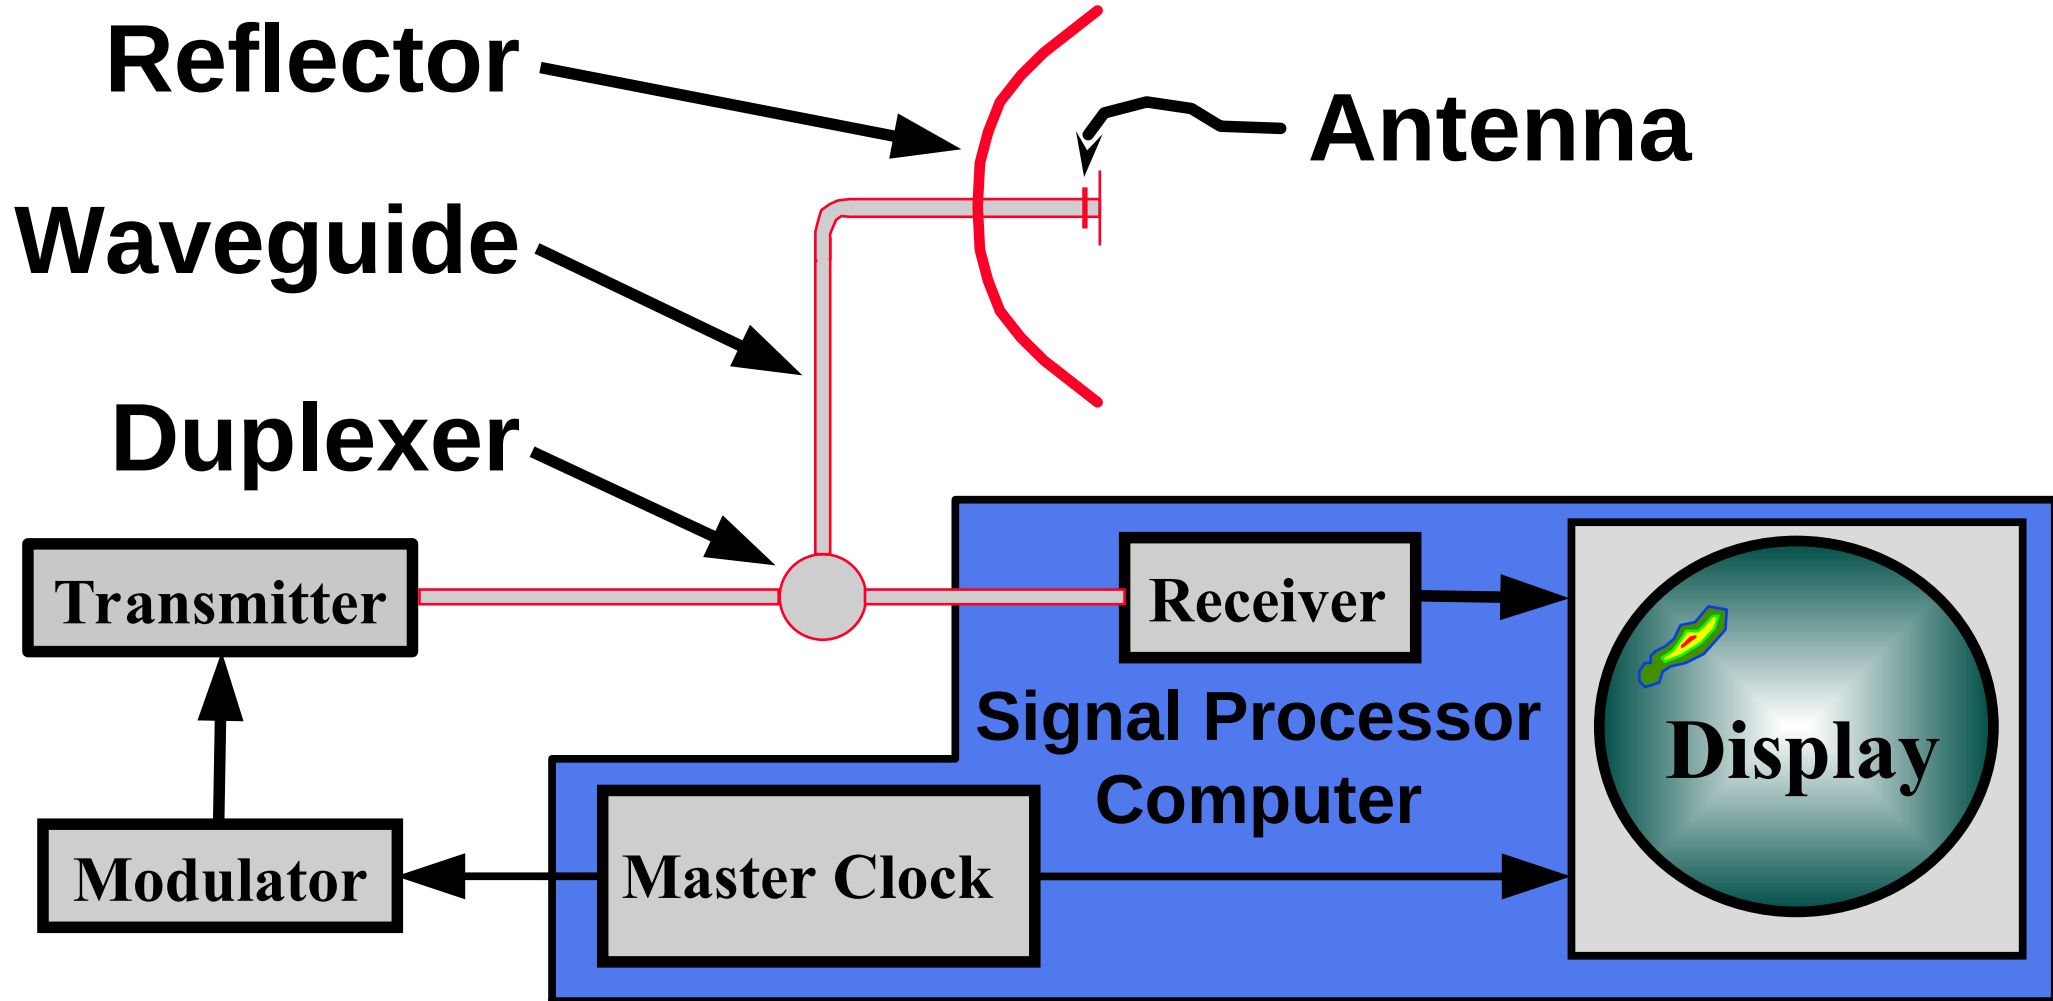 Reflector
Antenna
Waveguide
Duplexer
Transmitter
Receiver
Signal Processor
Computer
Display
Modulator
Master Clock